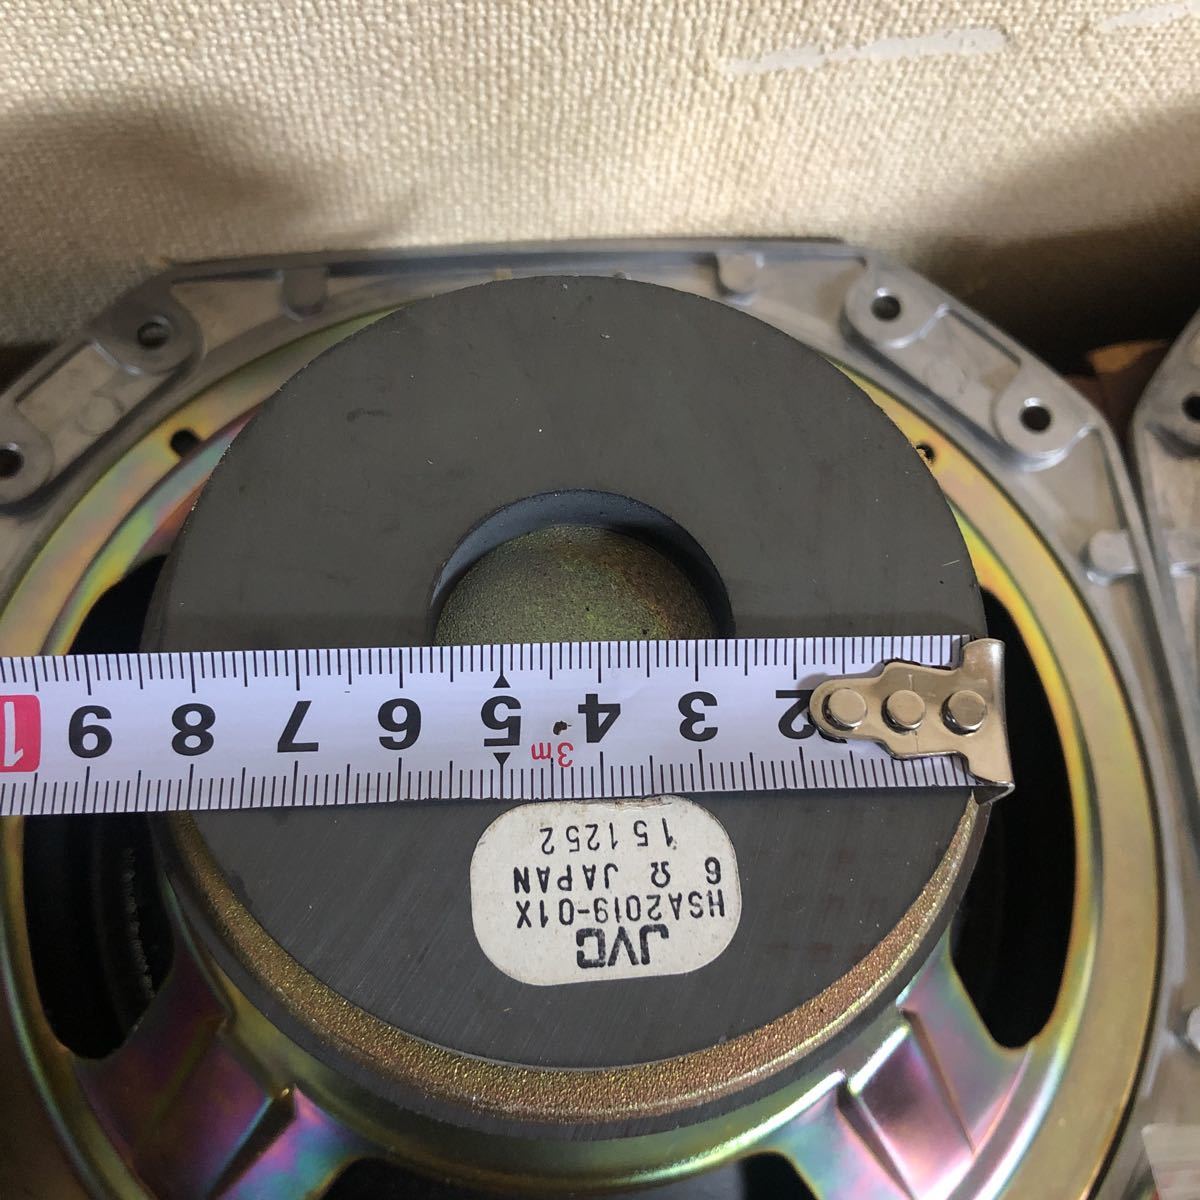 2 3 4 5 6 7 8 9 1
3m
JVC
HSA2019-01X
6 Ω JAPAN
151252